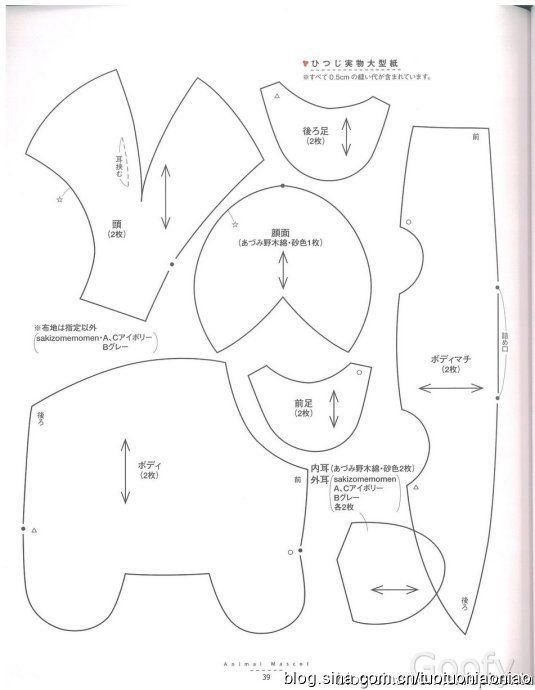 ひつじ実物大型紙
※すべて0.5cmの縫い代が含まれています。
△
後ろ足
(2枚)
前
耳挟む
☆
頭
(2枚)
☆
顔面
(あづみ野木綿・砂色1枚)
○
※布地は指定以外
(sakizomemomen・A、Cアイボリー
Bグレー)
詰め口
ボディマチ
(2枚)
○
前足
(2枚)
後ろ
ボディ
(2枚)
前
内耳(あづみ野木綿・砂色2枚)
外耳(sakizomemomen
A、Cアイボリー
Bグレー
各2枚)
△
△
○
後ろ
Animal Mascot
39
Goofy
blog.sina.com.cn/tuotuoniaoniao